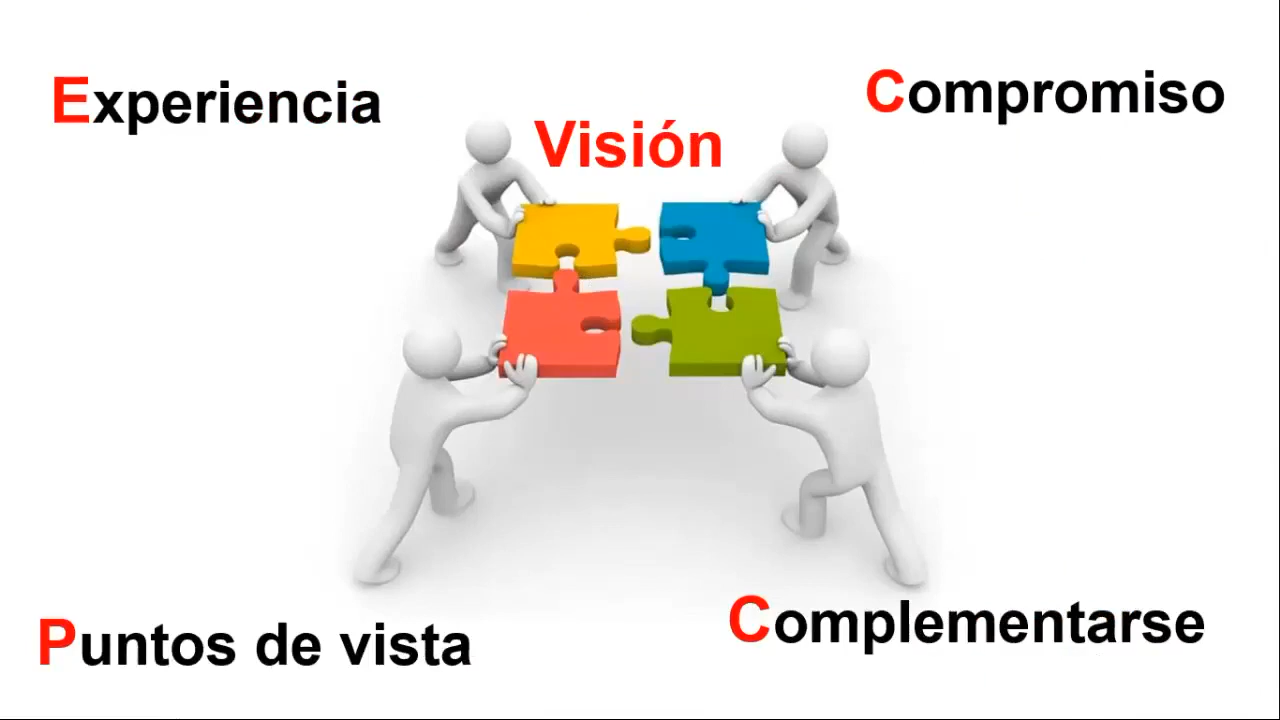 Experiencia
Compromiso
Visión
Puntos de vista
Complementarse